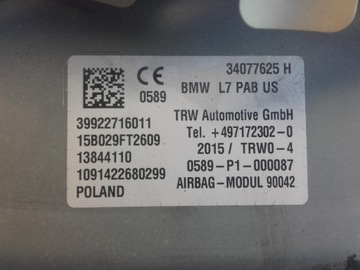 34077625 H
CE
0589
BMW L7 PAB US
39922716011
TRW Automotive GmbH
15B029FT2609
Tel. +497172302-0
13844110
2015 / TRW0-4
1091422680299
0589-P1-000087
POLAND
AIRBAG-MODUL 90042